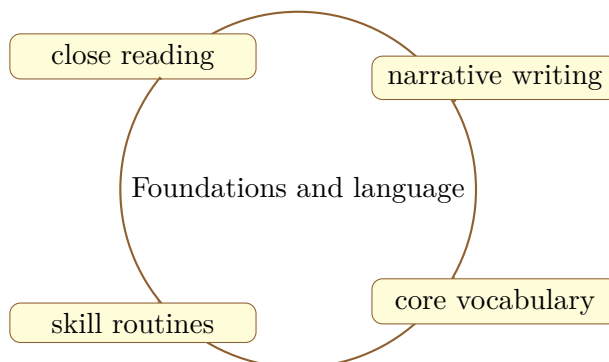 close reading
narrative writing
Foundations and language
core vocabulary
skill routines